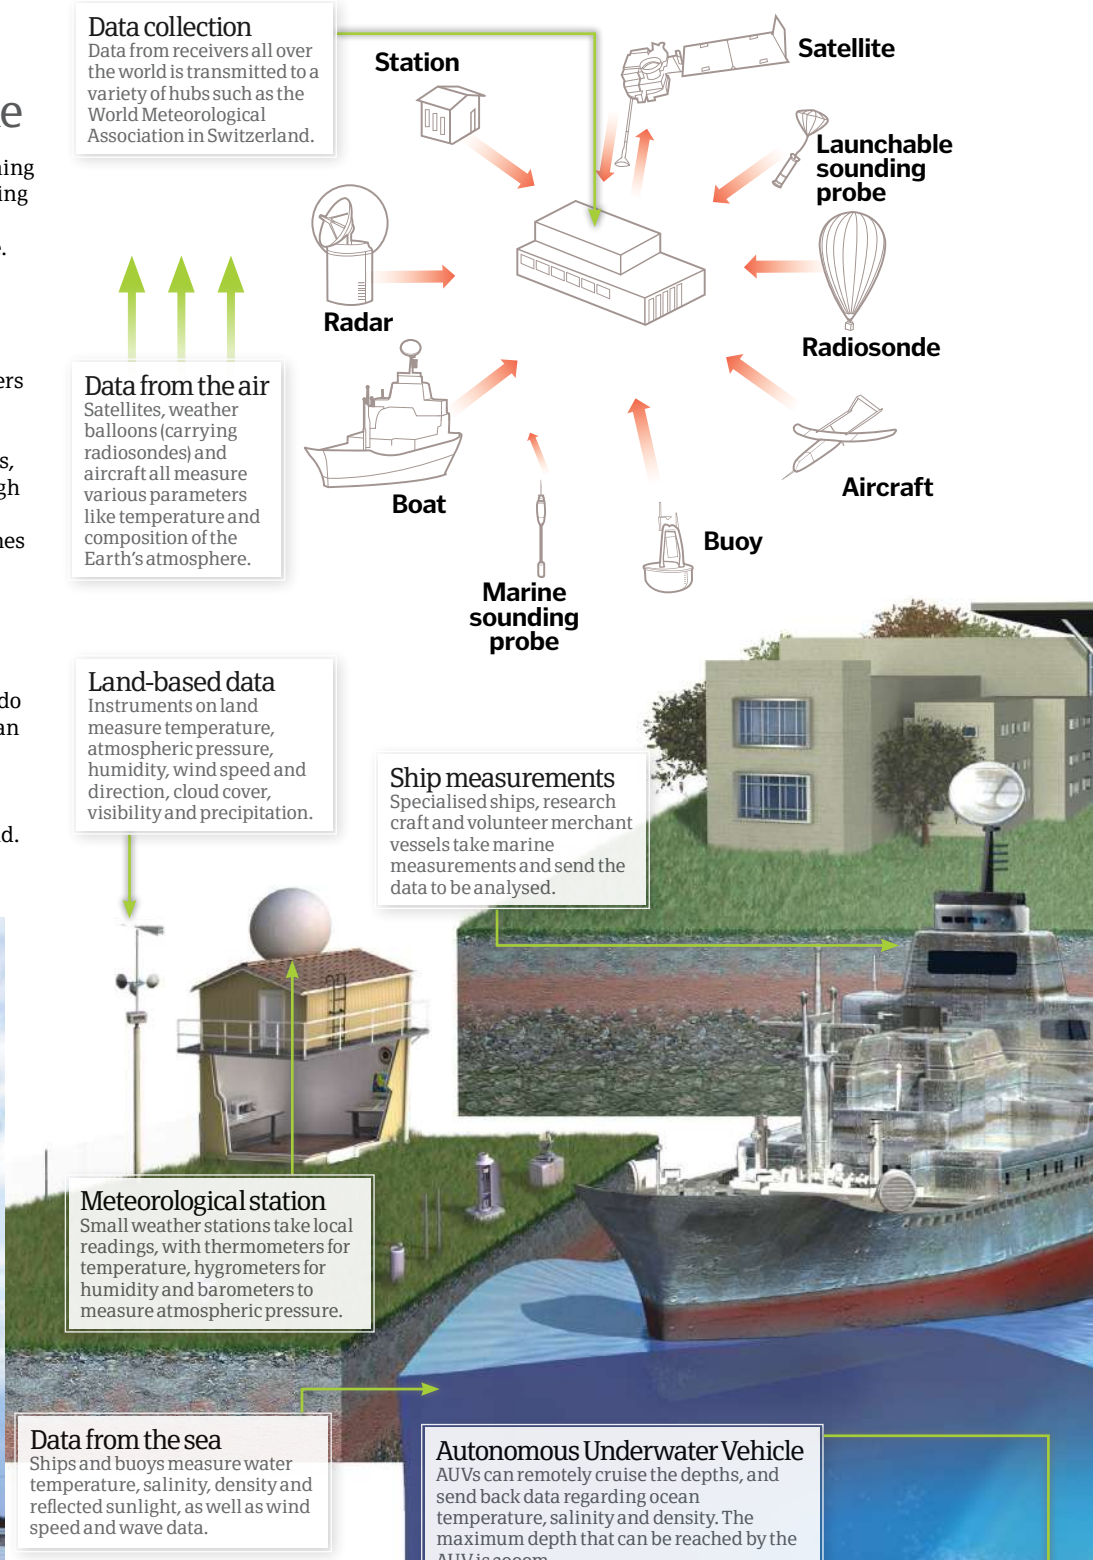 Data collection
Data from receivers all over
the world is transmitted to a
variety of hubs such as the
World Meteorological
Association in Switzerland.
Station
Satellite
Launchable
sounding
probe
Radar
Radiosonde
Data from the air
Satellites, weather
balloons (carrying
radiosondes) and
aircraft all measure
various parameters
like temperature and
composition of the
Earth's atmosphere.
Boat
Aircraft
Buoy
Marine
sounding
probe
Land-based data
Instruments on land
measure temperature,
atmospheric pressure,
humidity, wind speed and
direction, cloud cover,
visibility and precipitation.
Ship measurements
Specialised ships, research
craft and volunteer merchant
vessels take marine
measurements and send the
data to be analysed.
Meteorological station
Small weather stations take local
readings, with thermometers for
temperature, hygrometers for
humidity and barometers to
measure atmospheric pressure.
Data from the sea
Ships and buoys measure water
temperature, salinity, density and
reflected sunlight, as well as wind
speed and wave data.
Autonomous Underwater Vehicle
AUVs can remotely cruise the depths, and
send back data regarding ocean
temperature, salinity and density. The
maximum depth that can be reached by the
AUV is